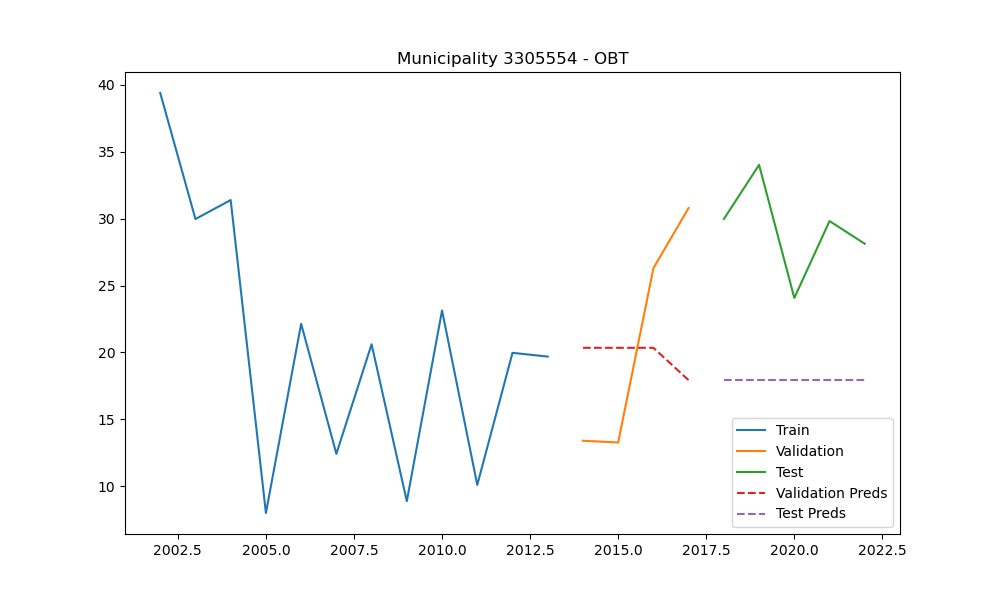 Municipality 3305554 - OBT
40
35
30
25
20
15
10
2002.5 2005.0 2007.5 2010.0 2012.5 2015.0 2017.5 2020.0 2022.5
Train
Validation
Test
Validation Preds
Test Preds